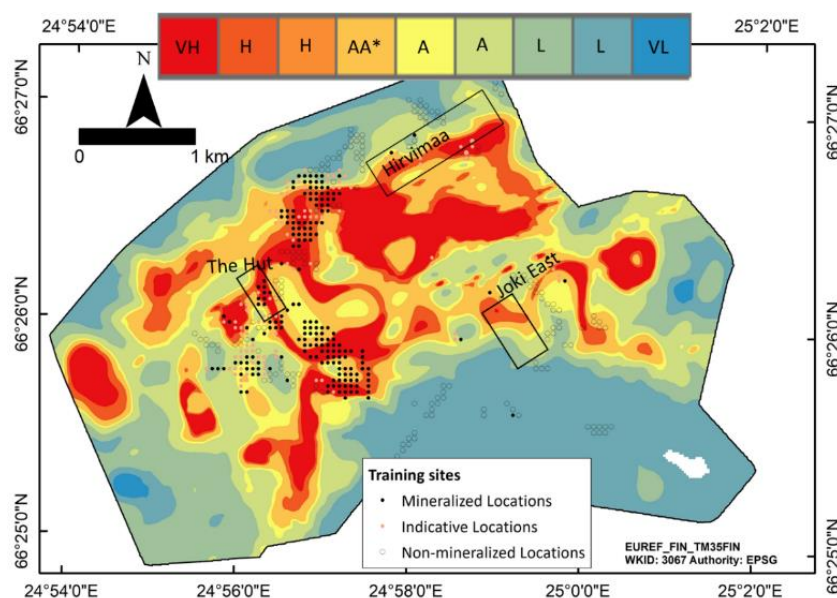 24°54'0"E
25°2'0"E
VH H H AA* A A L L VL
N
0 1 km
66°27'0"N
66°27'0"N
Hirvimaa
The Hut
Joki East
66°26'0"N
66°26'0"N
Training sites
Mineralized Locations
Indicative Locations
Non-mineralized Locations
EUREF_FIN_TM35FIN
WKID: 3067 Authority: EPSG
66°25'0"N
66°25'0"N
24°54'0"E 24°56'0"E 24°58'0"E 25°0'0"E 25°2'0"E